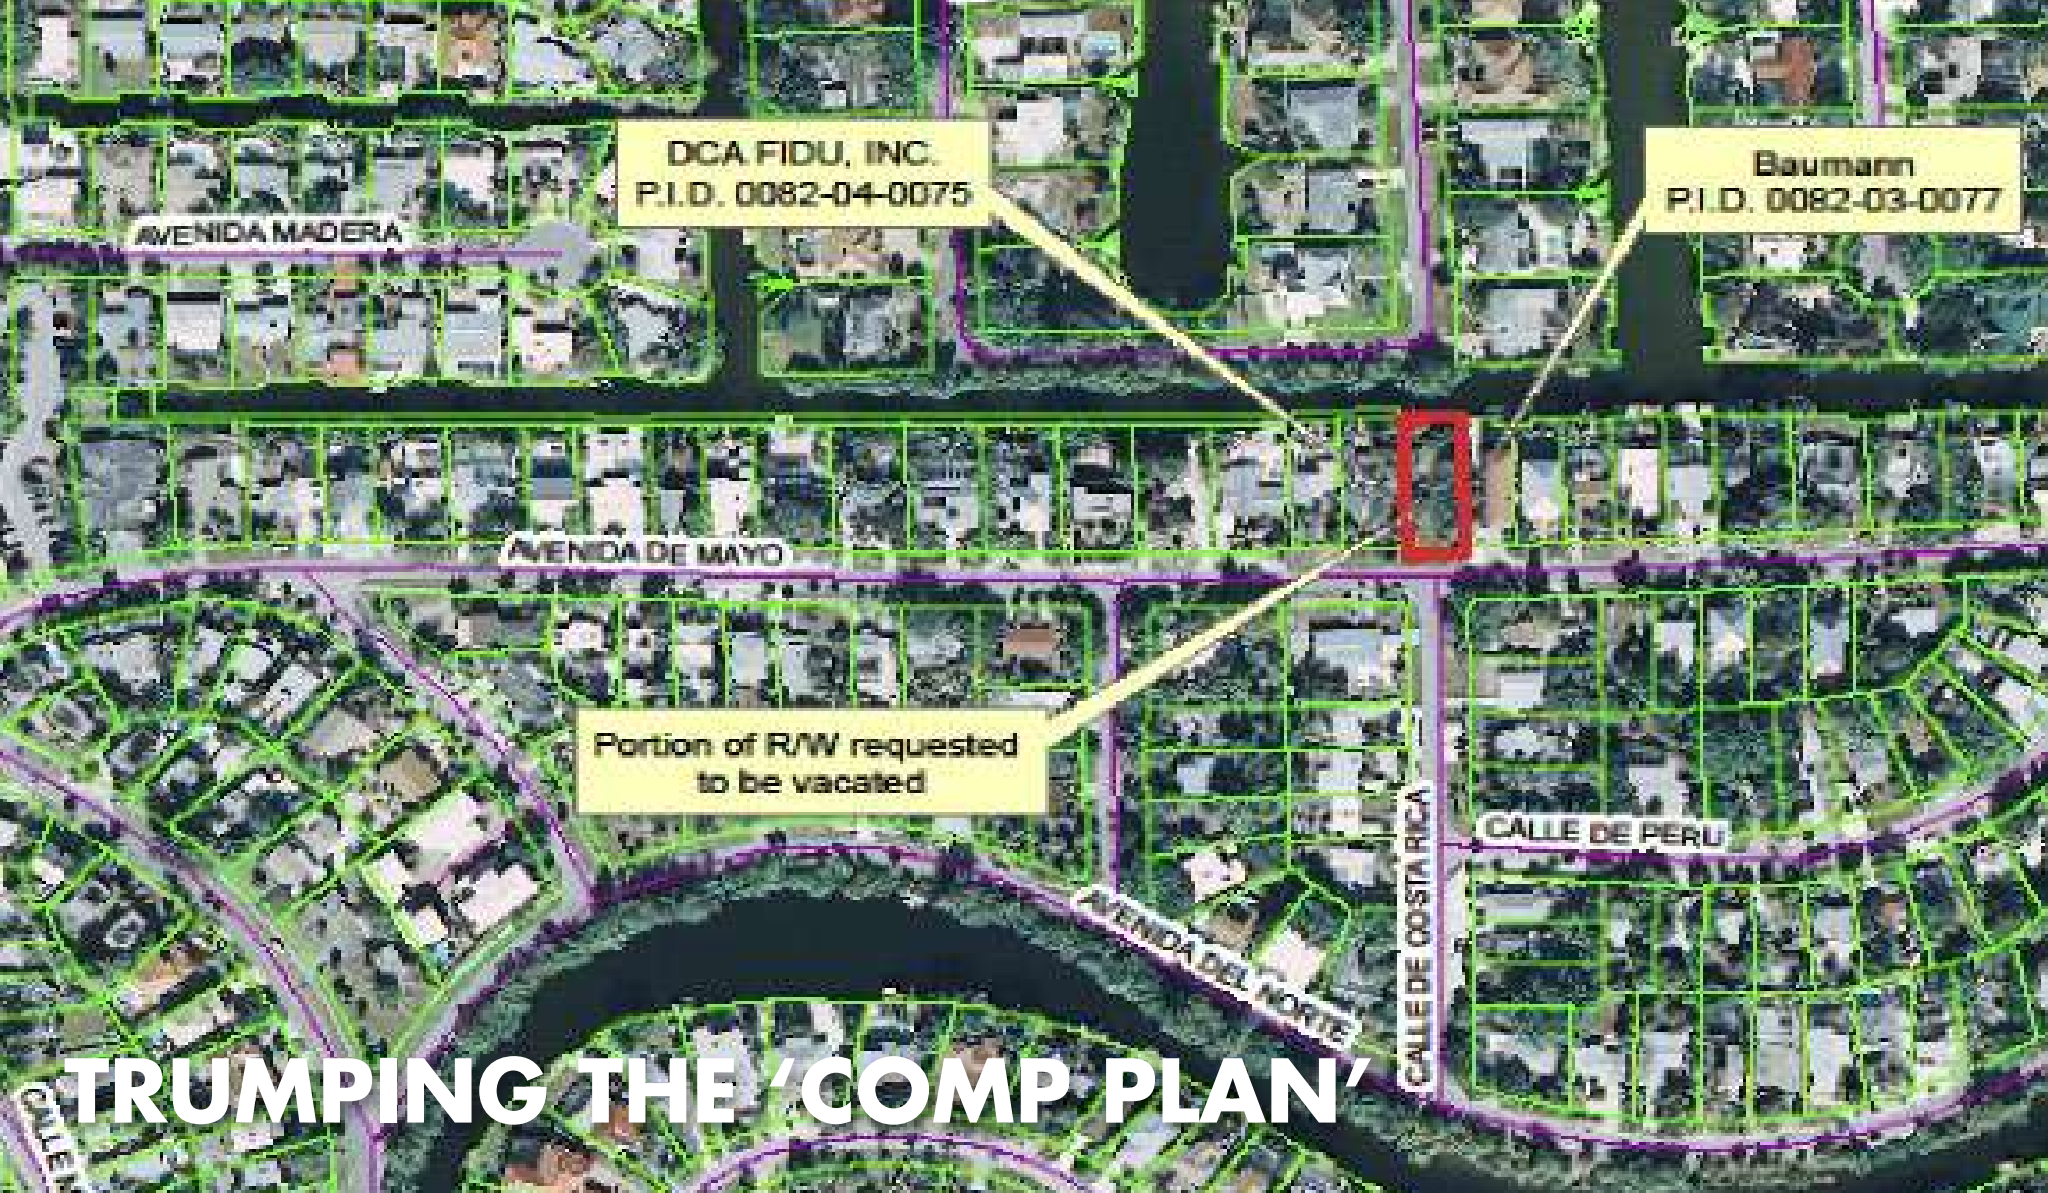 DCA FIDU, INC.
P.I.D. 0082-04-0075
Baumann
P.I.D. 0082-03-0077
AVENIDA MADERA
AVENIDA DE MAYO
Portion of R/W requested
to be vacated
CALLE DE COSTA RICA
CALLE DE PERU
AVENIDA DEL NORTE
TRUMPING THE ‘COMP PLAN’